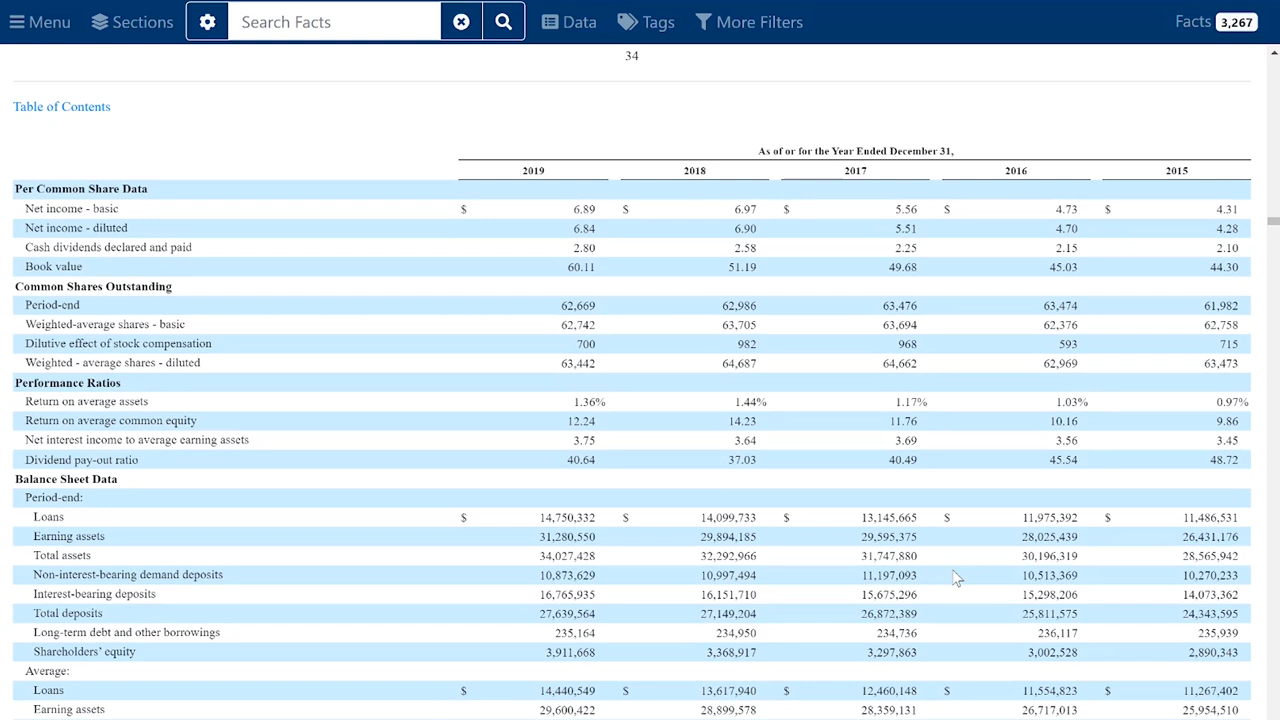 Menu Sections Search Facts Data Tags More Filters Facts 3,267
34
Table of Contents
As of or for the Year Ended December 31,
2019 2018 2017 2016 2015
Per Common Share Data
Net income - basic $ 6.89 $ 6.97 $ 5.56 $ 4.73 $ 4.31
Net income - diluted 6.84 6.90 5.51 4.70 4.28
Cash dividends declared and paid 2.80 2.58 2.25 2.15 2.10
Book value 60.11 51.19 49.68 45.03 44.30
Common Shares Outstanding
Period-end 62,669 62,986 63,476 63,474 61,982
Weighted-average shares - basic 62,742 63,705 63,694 62,376 62,758
Dilutive effect of stock compensation 700 982 968 593 715
Weighted - average shares - diluted 63,442 64,687 64,662 62,969 63,473
Performance Ratios
Return on average assets 1.36% 1.44% 1.17% 1.03% 0.97%
Return on average common equity 12.24 14.23 11.76 10.16 9.86
Net interest income to average earning assets 3.75 3.64 3.69 3.56 3.45
Dividend pay-out ratio 40.64 37.03 40.49 45.54 48.72
Balance Sheet Data
Period-end:
Loans $ 14,750,332 $ 14,099,733 $ 13,145,665 $ 11,975,392 $ 11,486,531
Earning assets 31,280,550 29,894,185 29,595,375 28,025,439 26,431,176
Total assets 34,027,428 32,292,966 31,747,880 30,196,319 28,565,942
Non-interest-bearing demand deposits 10,873,629 10,997,494 11,197,093 10,513,369 10,270,233
Interest-bearing deposits 16,765,935 16,151,710 15,675,296 15,298,206 14,073,362
Total deposits 27,639,564 27,149,204 26,872,389 25,811,575 24,343,595
Long-term debt and other borrowings 235,164 234,950 234,736 236,117 235,939
Shareholders' equity 3,911,668 3,368,917 3,297,863 3,002,528 2,890,343
Average:
Loans $ 14,440,549 $ 13,617,940 $ 12,460,148 $ 11,554,823 $ 11,267,402
Earning assets 29,600,422 28,899,578 28,359,131 26,717,013 25,954,510